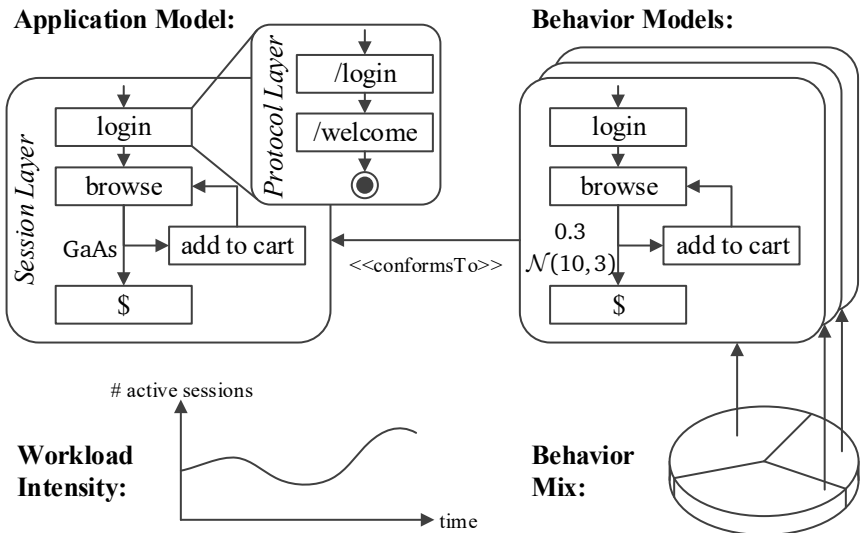 Application Model:
Session Layer
login
browse
GaAs
add to cart
$
Protocol Layer
/login
/welcome
<<conformsTo>>
Behavior Models:
login
browse
0.3
𝒩(10,3)
add to cart
$
Workload
Intensity:
# active sessions
time
Behavior
Mix: